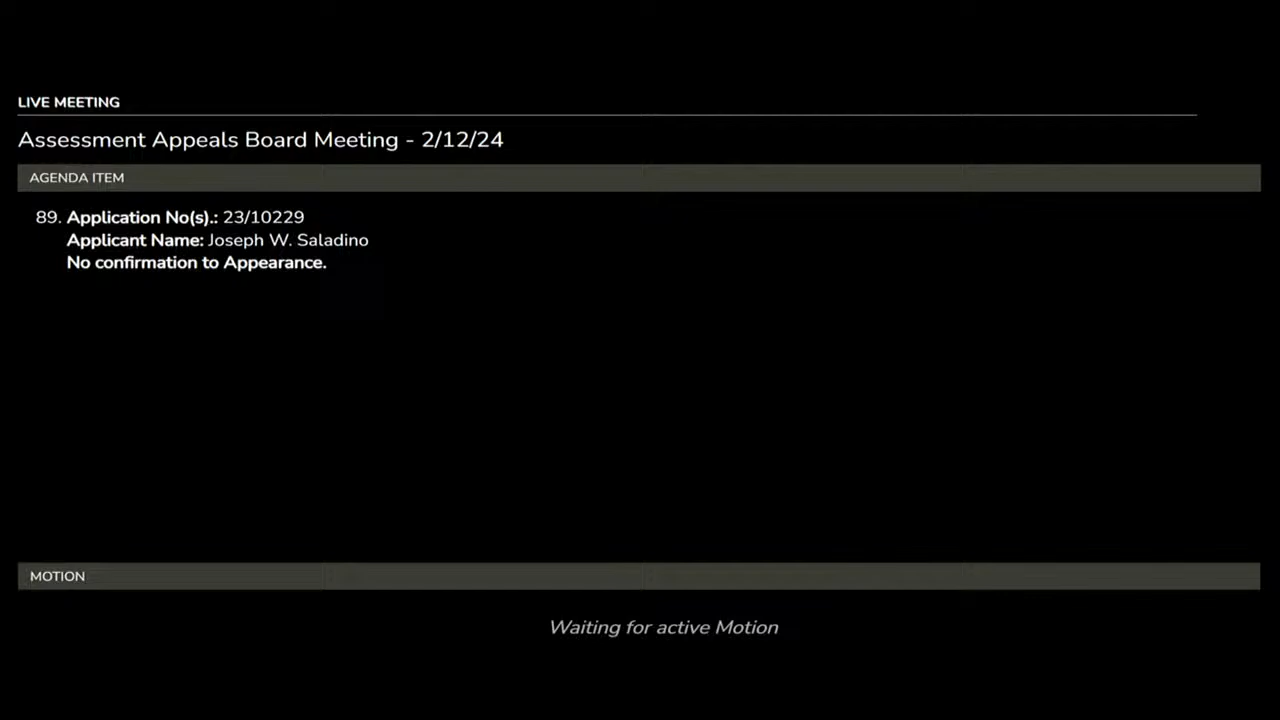 LIVE MEETING
Assessment Appeals Board Meeting - 2/12/24
AGENDA ITEM
89. Application No(s).: 23/10229
Applicant Name: Joseph W. Saladino
No confirmation to Appearance.
MOTION
Waiting for active Motion